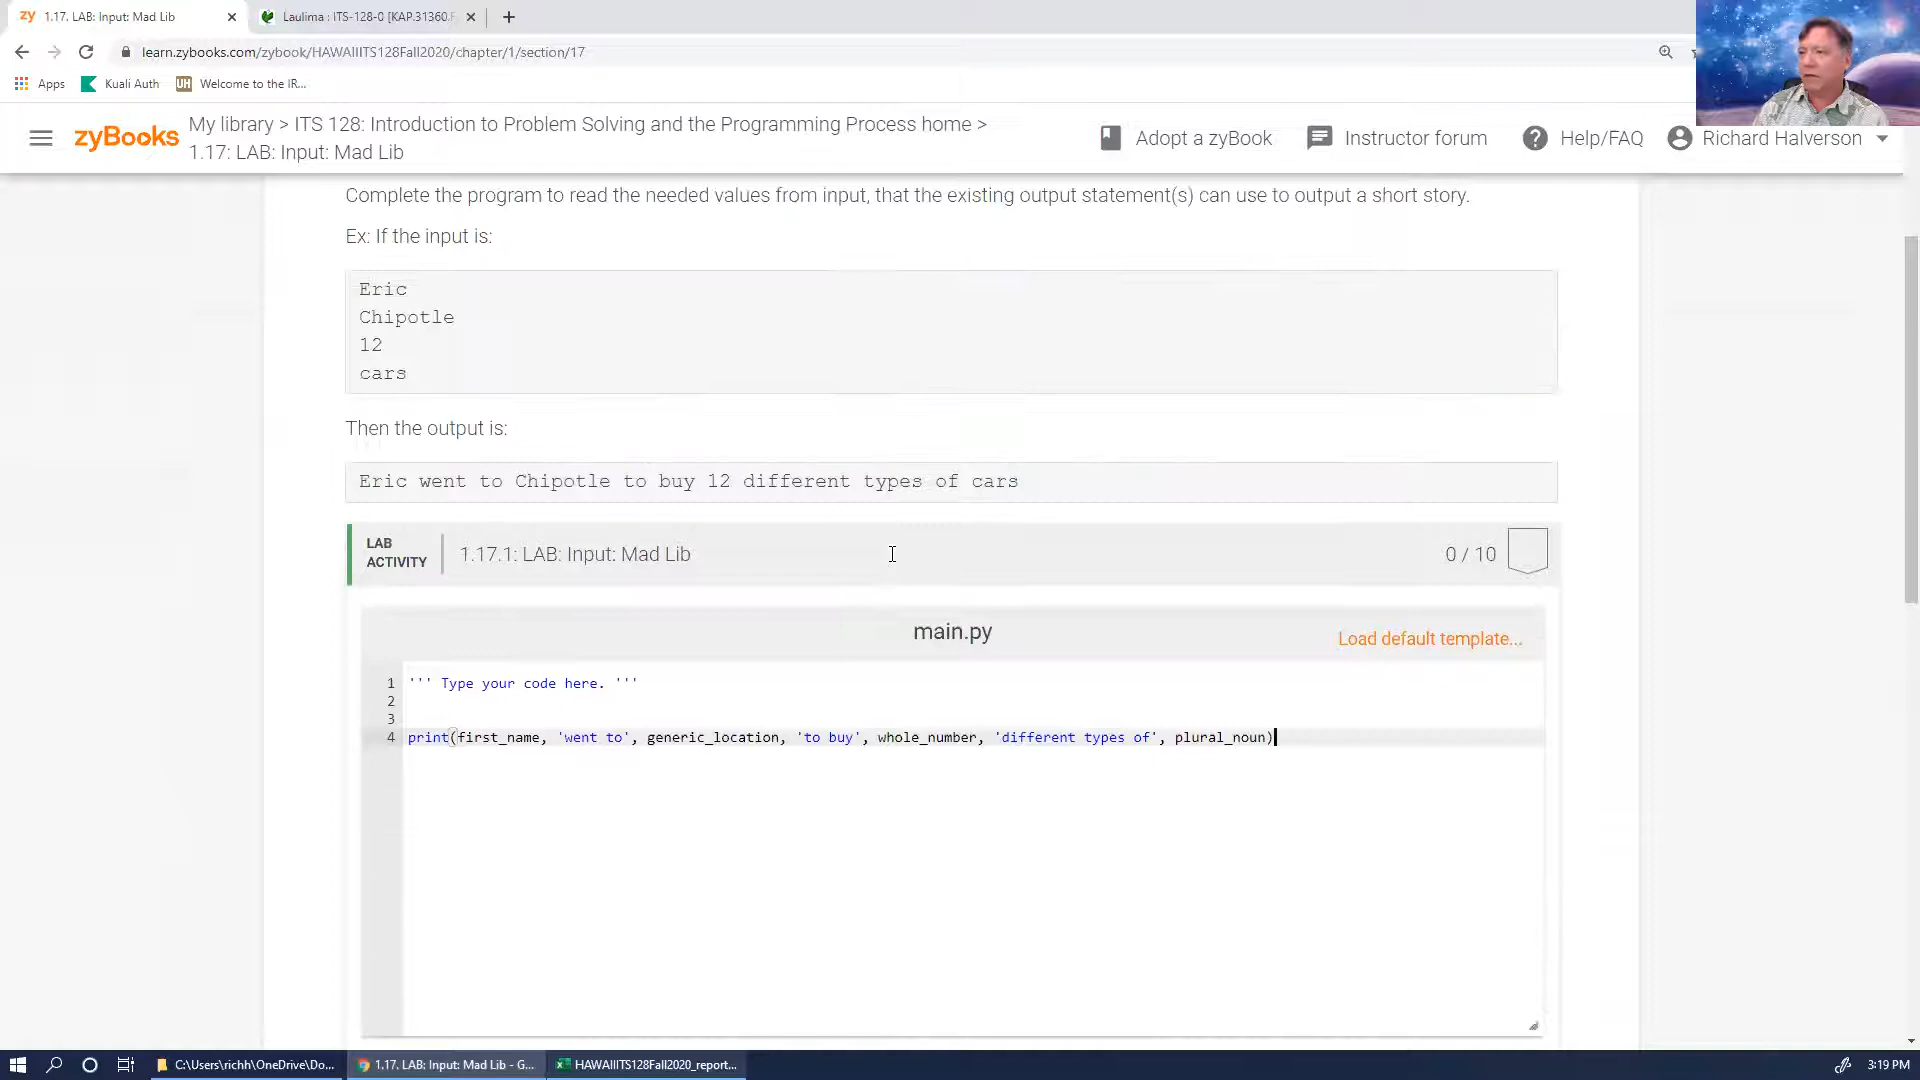 zy 1.17. LAB: Input: Mad Lib
Laulima : ITS-128-0 [KAP.31360.F
learn.zybooks.com/zybook/HAWAIIITS128Fall2020/chapter/1/section/17
Apps
Kuali Auth
UH Welcome to the IR...
zyBooks
My library > ITS 128: Introduction to Problem Solving and the Programming Process home >
1.17: LAB: Input: Mad Lib
Adopt a zyBook
Instructor forum
? Help/FAQ
Richard Halverson
Complete the program to read the needed values from input, that the existing output statement(s) can use to output a short story.
Ex: If the input is:
Eric
Chipotle
12
cars
Then the output is:
Eric went to Chipotle to buy 12 different types of cars
LAB
ACTIVITY
1.17.1: LAB: Input: Mad Lib
0 / 10
main.py
Load default template...
1 ''' Type your code here. '''
2
3
4 print(first_name, 'went to', generic_location, 'to buy', whole_number, 'different types of', plural_noun)
C:\Users\richh\OneDrive\Do...
1.17. LAB: Input: Mad Lib - G...
HAWAIIITS128Fall2020_report...
3:19 PM